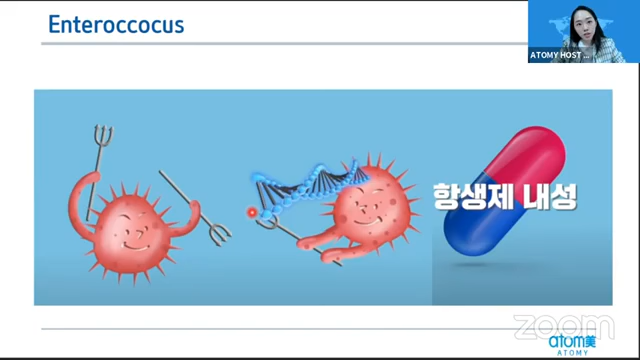 Enteroccocus
ATOMY HOST ...
항생제 내성
zoom
atom美
ATOMY